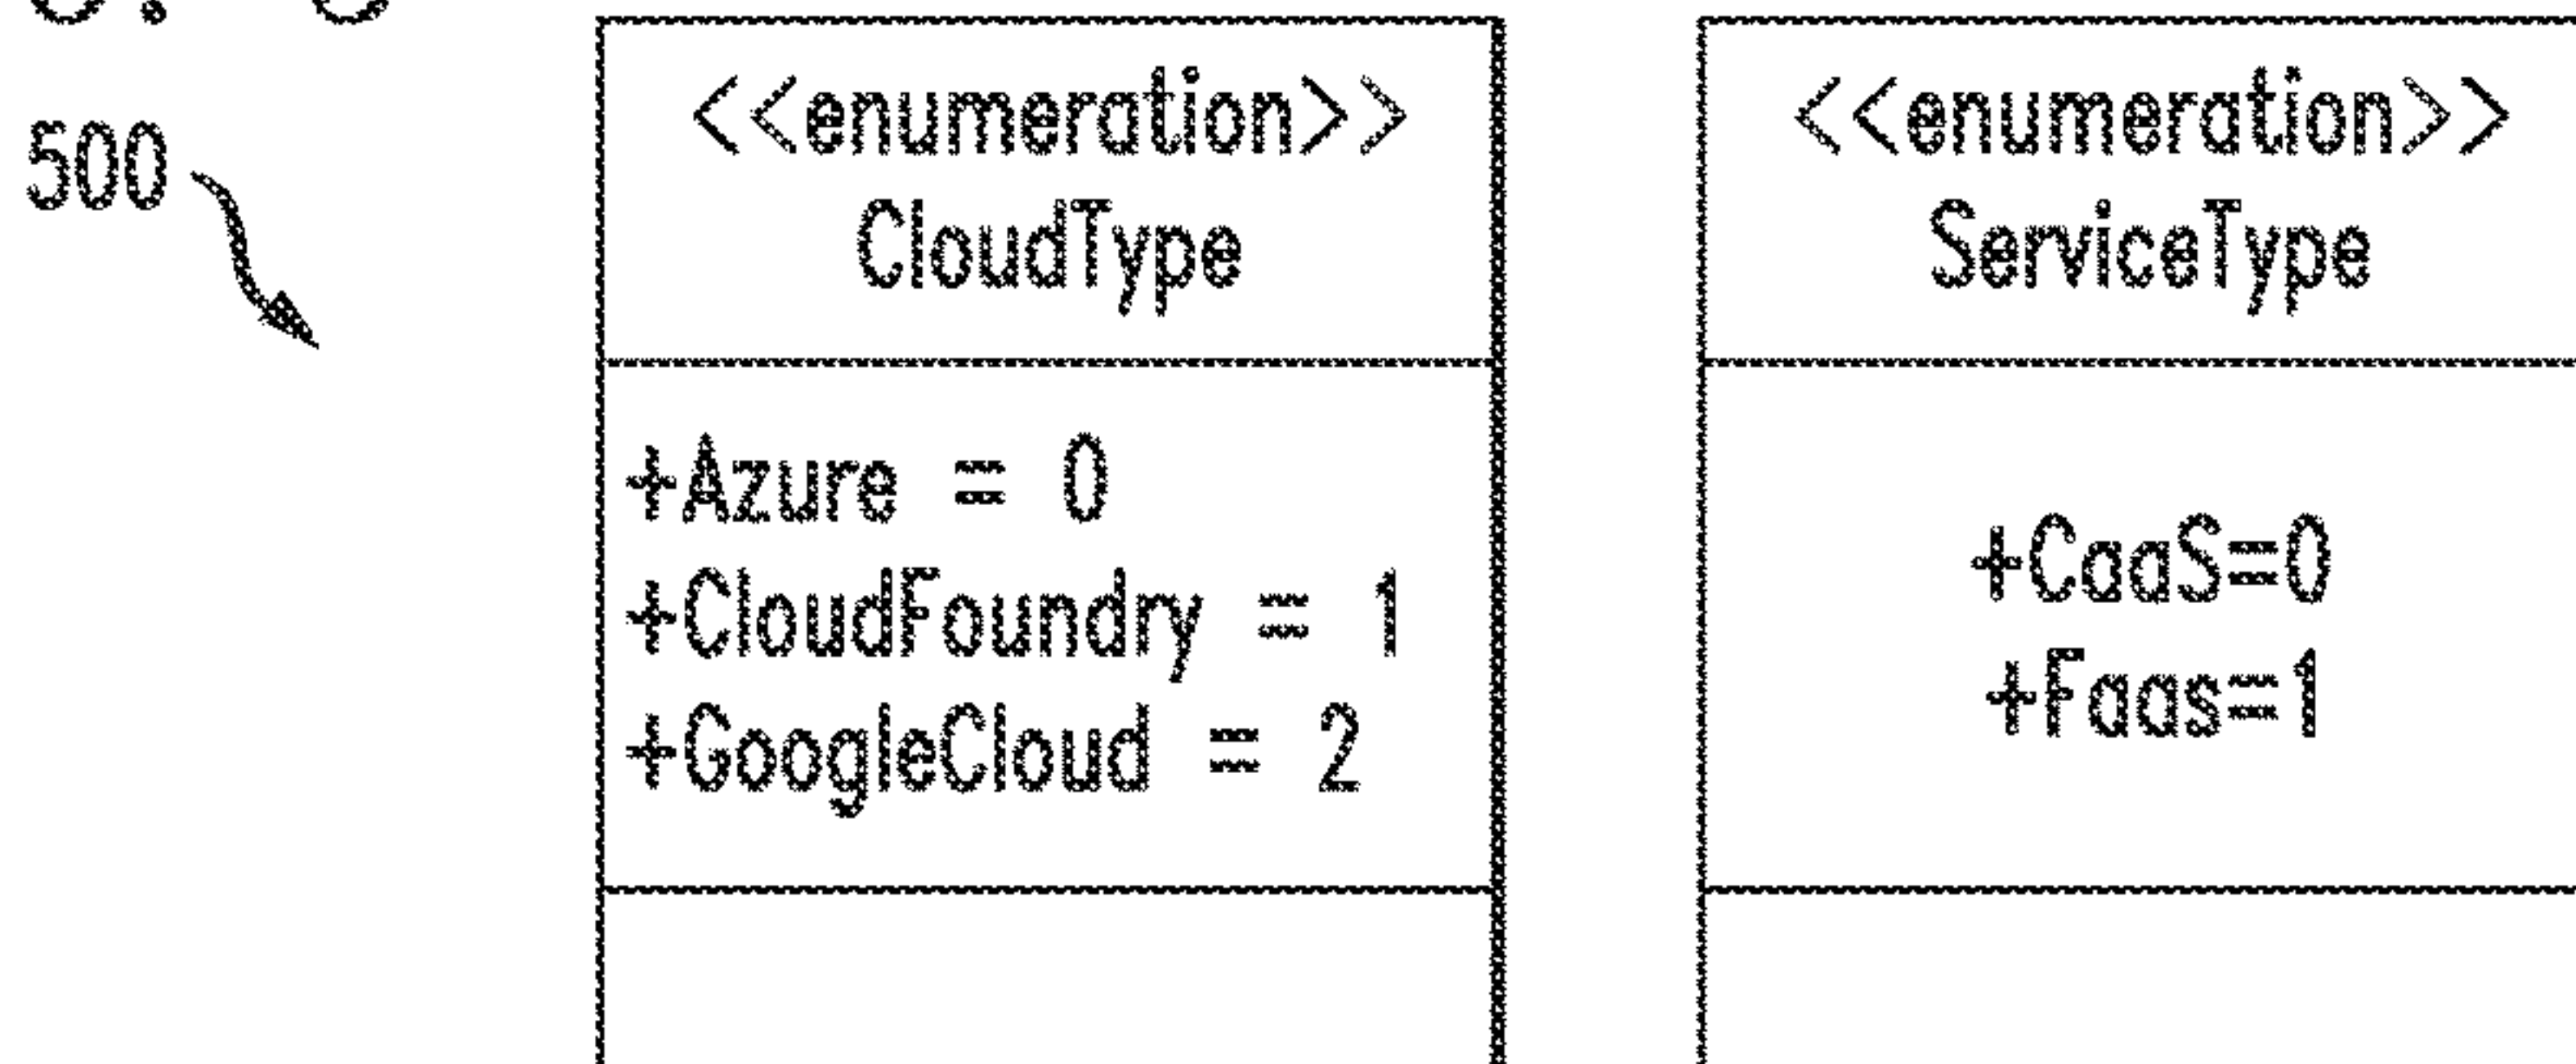 500
<<enumeration>>
CloudType
+Azure = 0
+CloudFoundry = 1
+GoogleCloud = 2
<<enumeration>>
ServiceType
+CaaS=0
+Faas=1